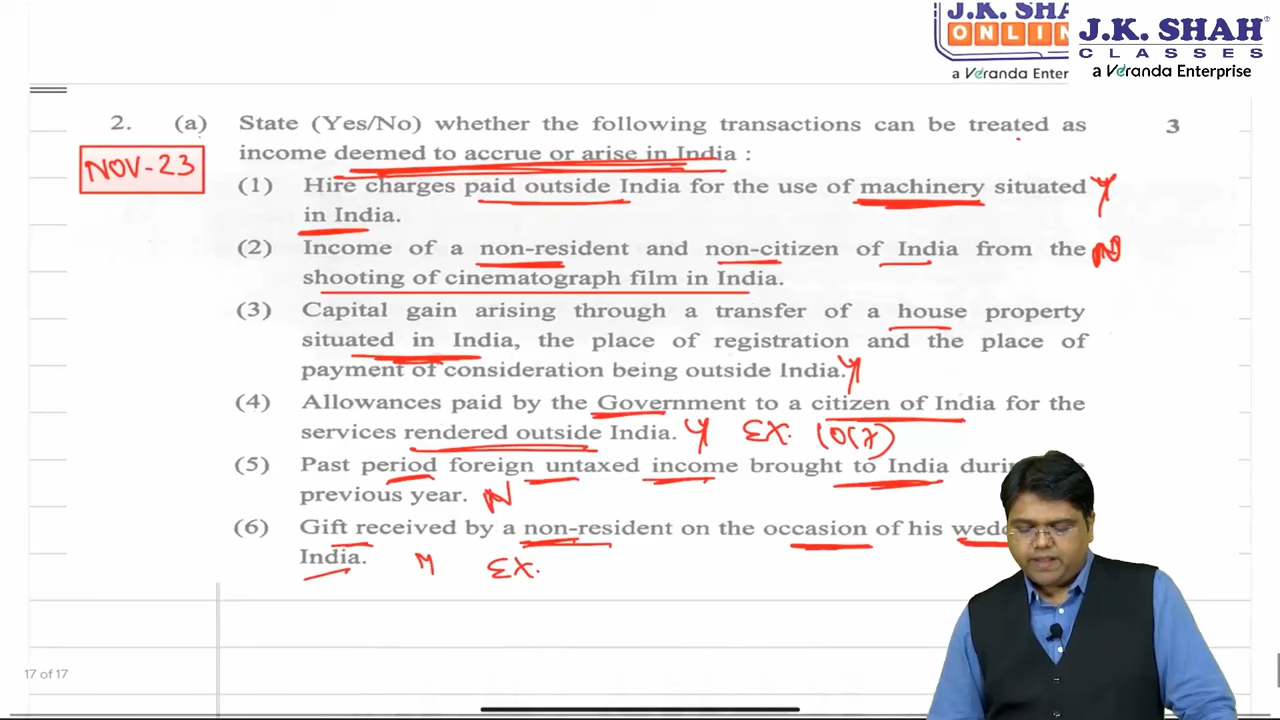 J.K. SHA
ONLIN
a Veranda Enter
J.K. SHAH®
CLASSES
a Veranda Enterprise
2. (a) State (Yes/No) whether the following transactions can be treated as 3
NOV-23
income deemed to accrue or arise in India :
(1) Hire charges paid outside India for the use of machinery situated Y
in India.
(2) Income of a non-resident and non-citizen of India from the N
shooting of cinematograph film in India.
(3) Capital gain arising through a transfer of a house property
situated in India, the place of registration and the place of
payment of consideration being outside India. Y
(4) Allowances paid by the Government to a citizen of India for the
services rendered outside India. Y EX. (10(7)
(5) Past period foreign untaxed income brought to India during
previous year. N
(6) Gift received by a non-resident on the occasion of his wedd
India. EX.
17 of 17